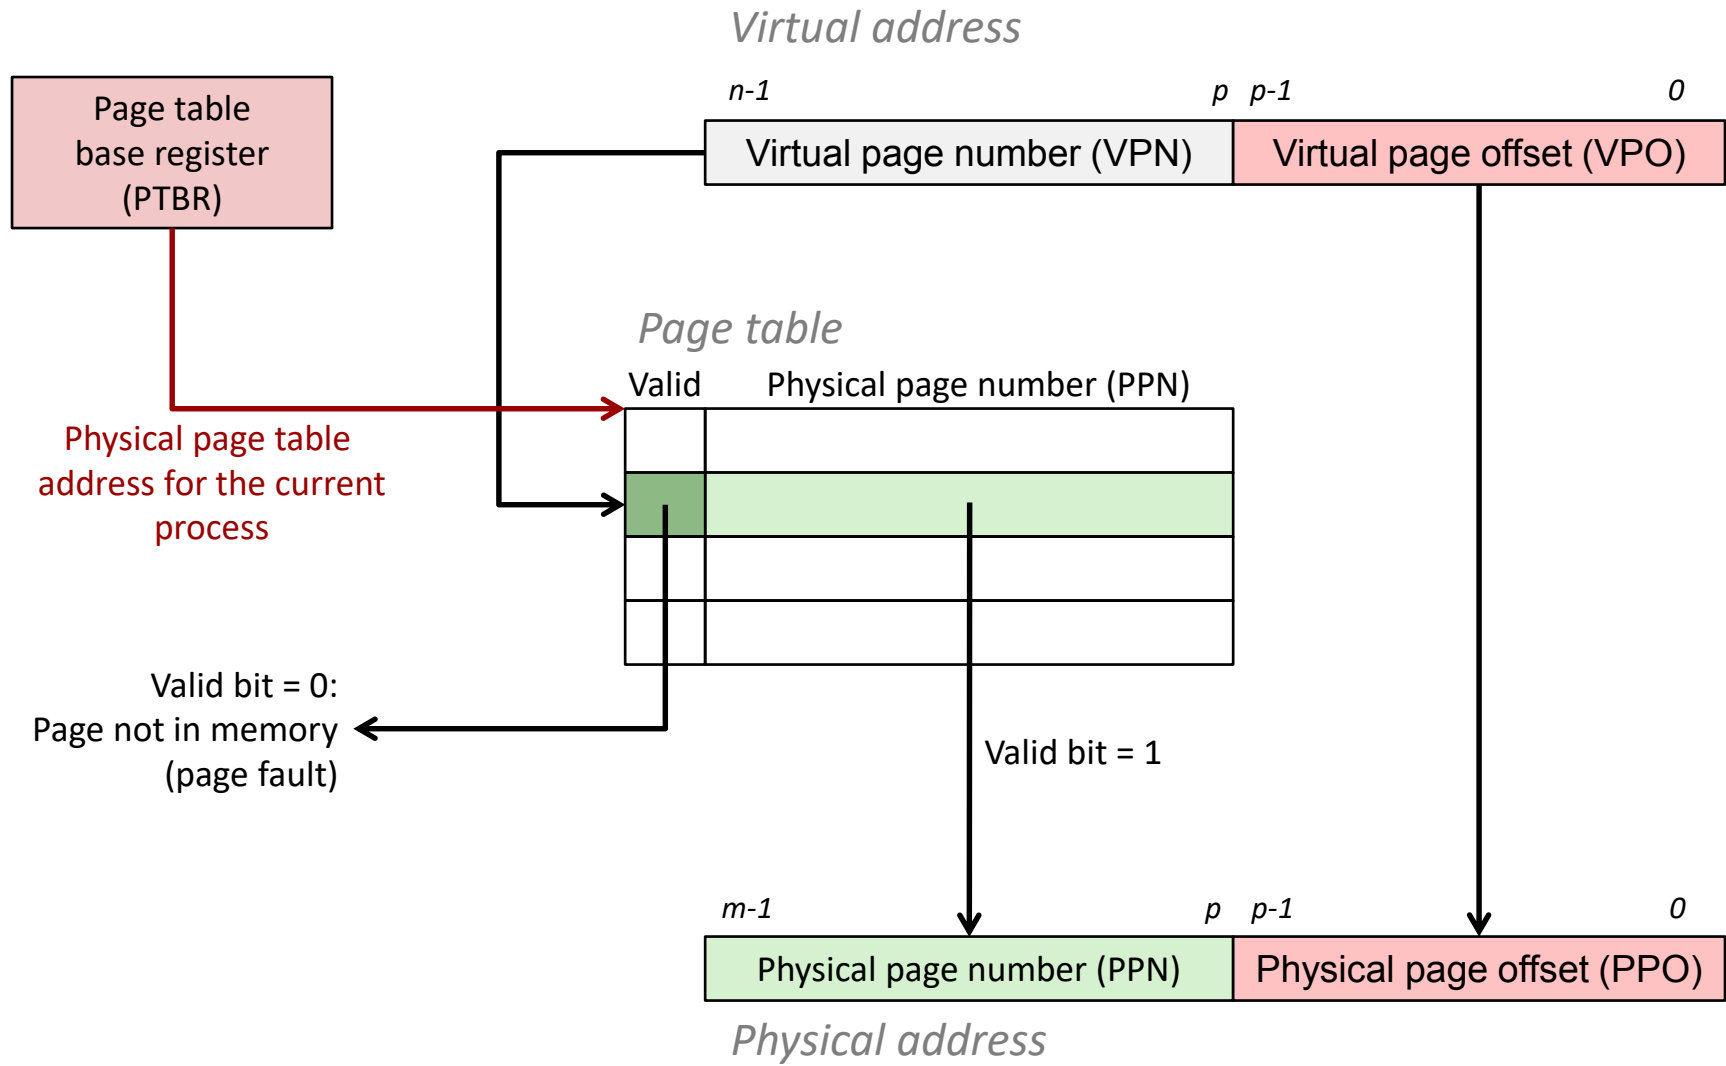 Virtual address
Page table
base register
(PTBR)
n-1 p p-1 0
Virtual page number (VPN) Virtual page offset (VPO)
Page table
Valid Physical page number (PPN)
Physical page table
address for the current
process
Valid bit = 0:
Page not in memory
(page fault)
Valid bit = 1
m-1 p p-1 0
Physical page number (PPN) Physical page offset (PPO)
Physical address